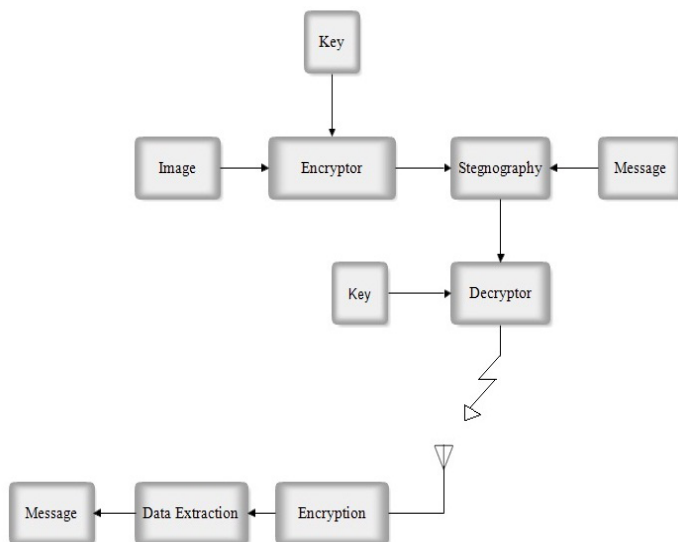 Key
Image
Encryptor
Stegnography
Message
Key
Decryptor
Message
Data Extraction
Encryption